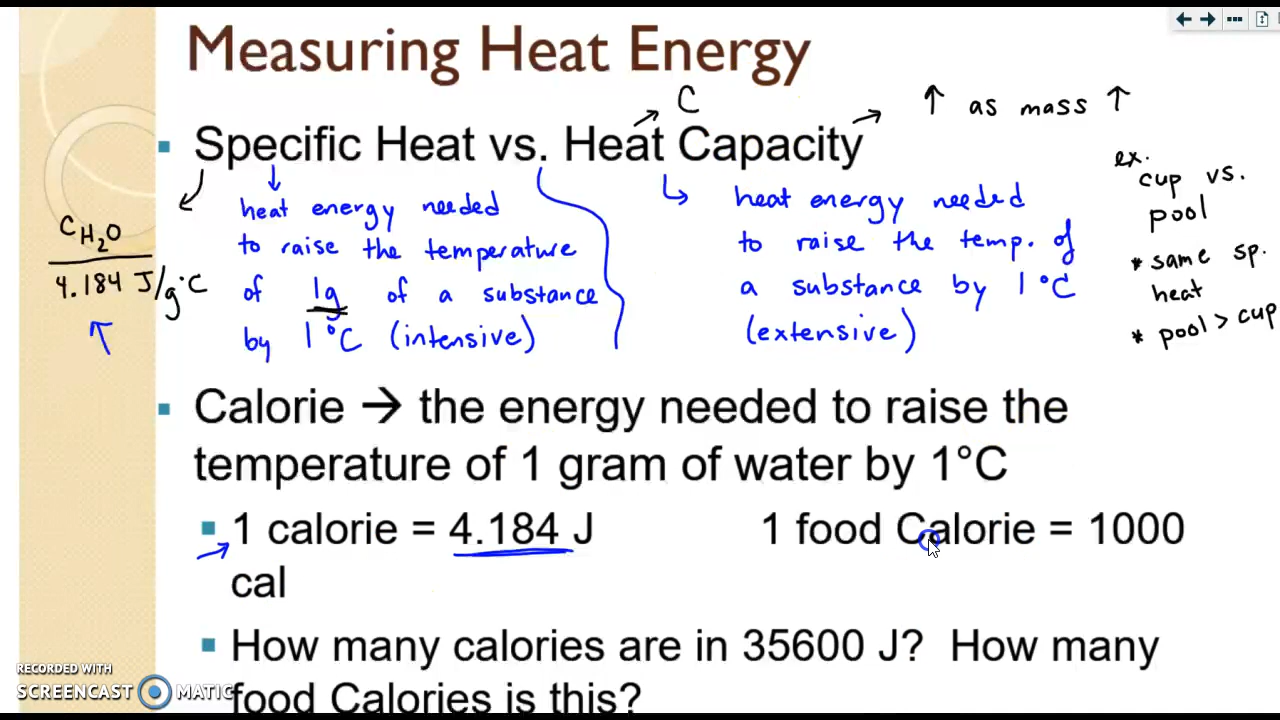 Measuring Heat Energy
C
↑ as mass ↑
Specific Heat vs. Heat Capacity
ex.
cup vs.
pool
* same sp.
heat
* pool > cup
C H₂O
4.184 J/g°C
heat energy needed
to raise the temperature
of 1g of a substance
by 1°C (intensive)
heat energy needed
to raise the temp. of
a substance by 1°C
(extensive)
Calorie → the energy needed to raise the
temperature of 1 gram of water by 1°C
1 calorie = 4.184 J 1 food Calorie = 1000
cal
How many calories are in 35600 J? How many
food Calories is this?
RECORDED WITH
SCREENCAST MATIC